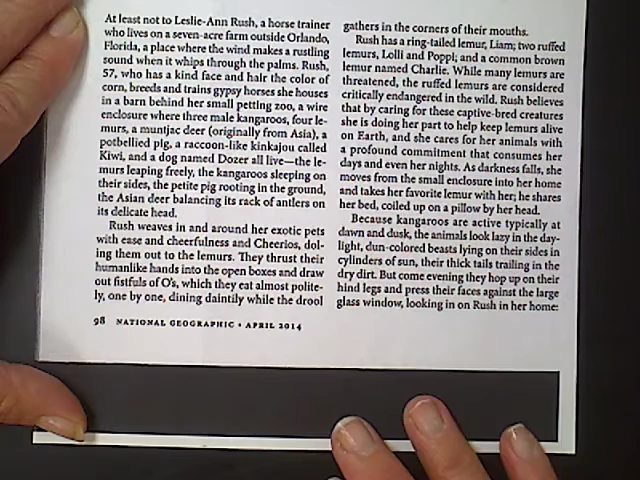 At least not to Leslie-Ann Rush, a horse trainer
who lives on a seven-acre farm outside Orlando,
Florida, a place where the wind makes a rustling
sound when it whips through the palms. Rush,
57, who has a kind face and hair the color of
corn, breeds and trains gypsy horses she houses
in a barn behind her small petting zoo, a wire
enclosure where three male kangaroos, four le-
murs, a muntjac deer (originally from Asia), a
potbellied pig, a raccoon-like kinkajou called
Kiwi, and a dog named Dozer all live—the le-
murs leaping freely, the kangaroos sleeping on
their sides, the petite pig rooting in the ground,
the Asian deer balancing its rack of antlers on
its delicate head.
Rush weaves in and around her exotic pets
with ease and cheerfulness and Cheerios, dol-
ing them out to the lemurs. They thrust their
humanlike hands into the open boxes and draw
out fistfuls of O's, which they eat almost polite-
ly, one by one, dining daintily while the drool
gathers in the corners of their mouths.
Rush has a ring-tailed lemur, Liam; two ruffed
lemurs, Lolli and Poppi; and a common brown
lemur named Charlie. While many lemurs are
threatened, the ruffed lemurs are considered
critically endangered in the wild. Rush believes
that by caring for these captive-bred creatures
she is doing her part to help keep lemurs alive
on Earth, and she cares for her animals with
a profound commitment that consumes her
days and even her nights. As darkness falls, she
moves from the small enclosure into her home
and takes her favorite lemur with her; he shares
her bed, coiled up on a pillow by her head.
Because kangaroos are active typically at
dawn and dusk, the animals look lazy in the day-
light, dun-colored beasts lying on their sides in
cylinders of sun, their thick tails trailing in the
dry dirt. But come evening they hop up on their
hind legs and press their faces against the large
glass window, looking in on Rush in her home:
98 NATIONAL GEOGRAPHIC • APRIL 2014